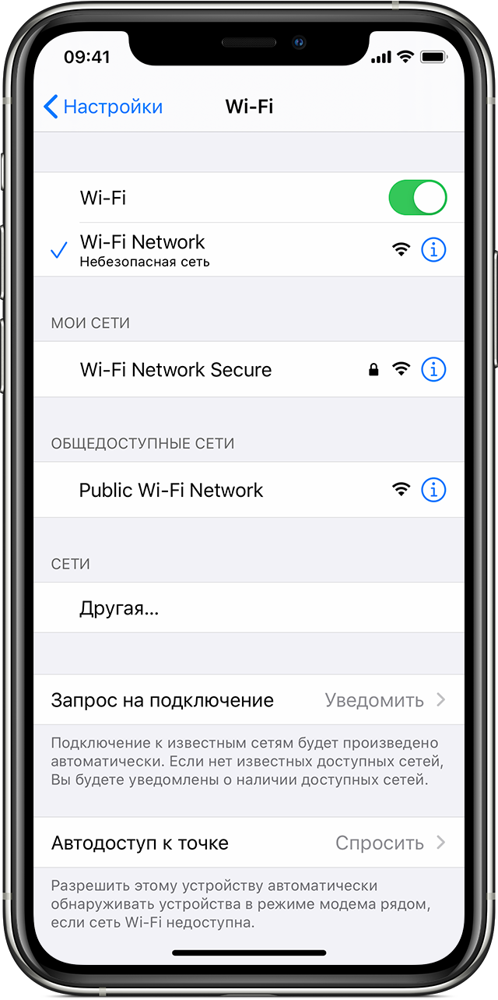 09:41
Настройки
Wi-Fi
Wi-Fi
Wi-Fi Network
Небезопасная сеть
МОИ СЕТИ
Wi-Fi Network Secure
ОБЩЕДОСТУПНЫЕ СЕТИ
Public Wi-Fi Network
СЕТИ
Другая...
Запрос на подключение Уведомить
Подключение к известным сетям будет произведено
автоматически. Если нет известных доступных сетей,
Вы будете уведомлены о наличии доступных сетей.
Автодоступ к точке Спросить
Разрешить этому устройству автоматически
обнаруживать устройства в режиме модема рядом,
если сеть Wi-Fi недоступна.